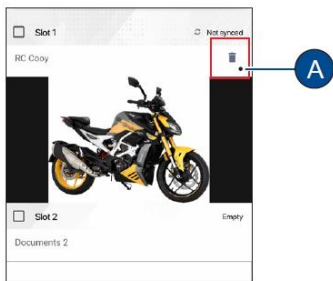 Slot 1
Not synced
RC Copy
A
Slot 2
Empty
Documents 2